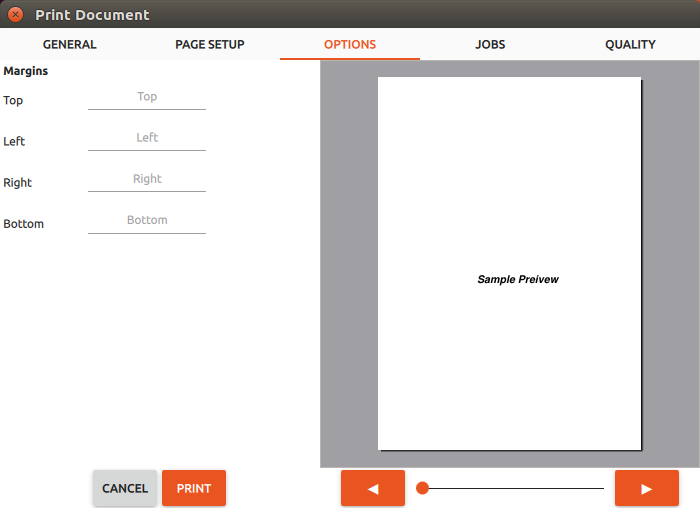 Print Document
GENERAL PAGE SETUP OPTIONS JOBS QUALITY
Margins
Top Top
Left Left
Right Right
Bottom Bottom
Sample Preivew
CANCEL PRINT